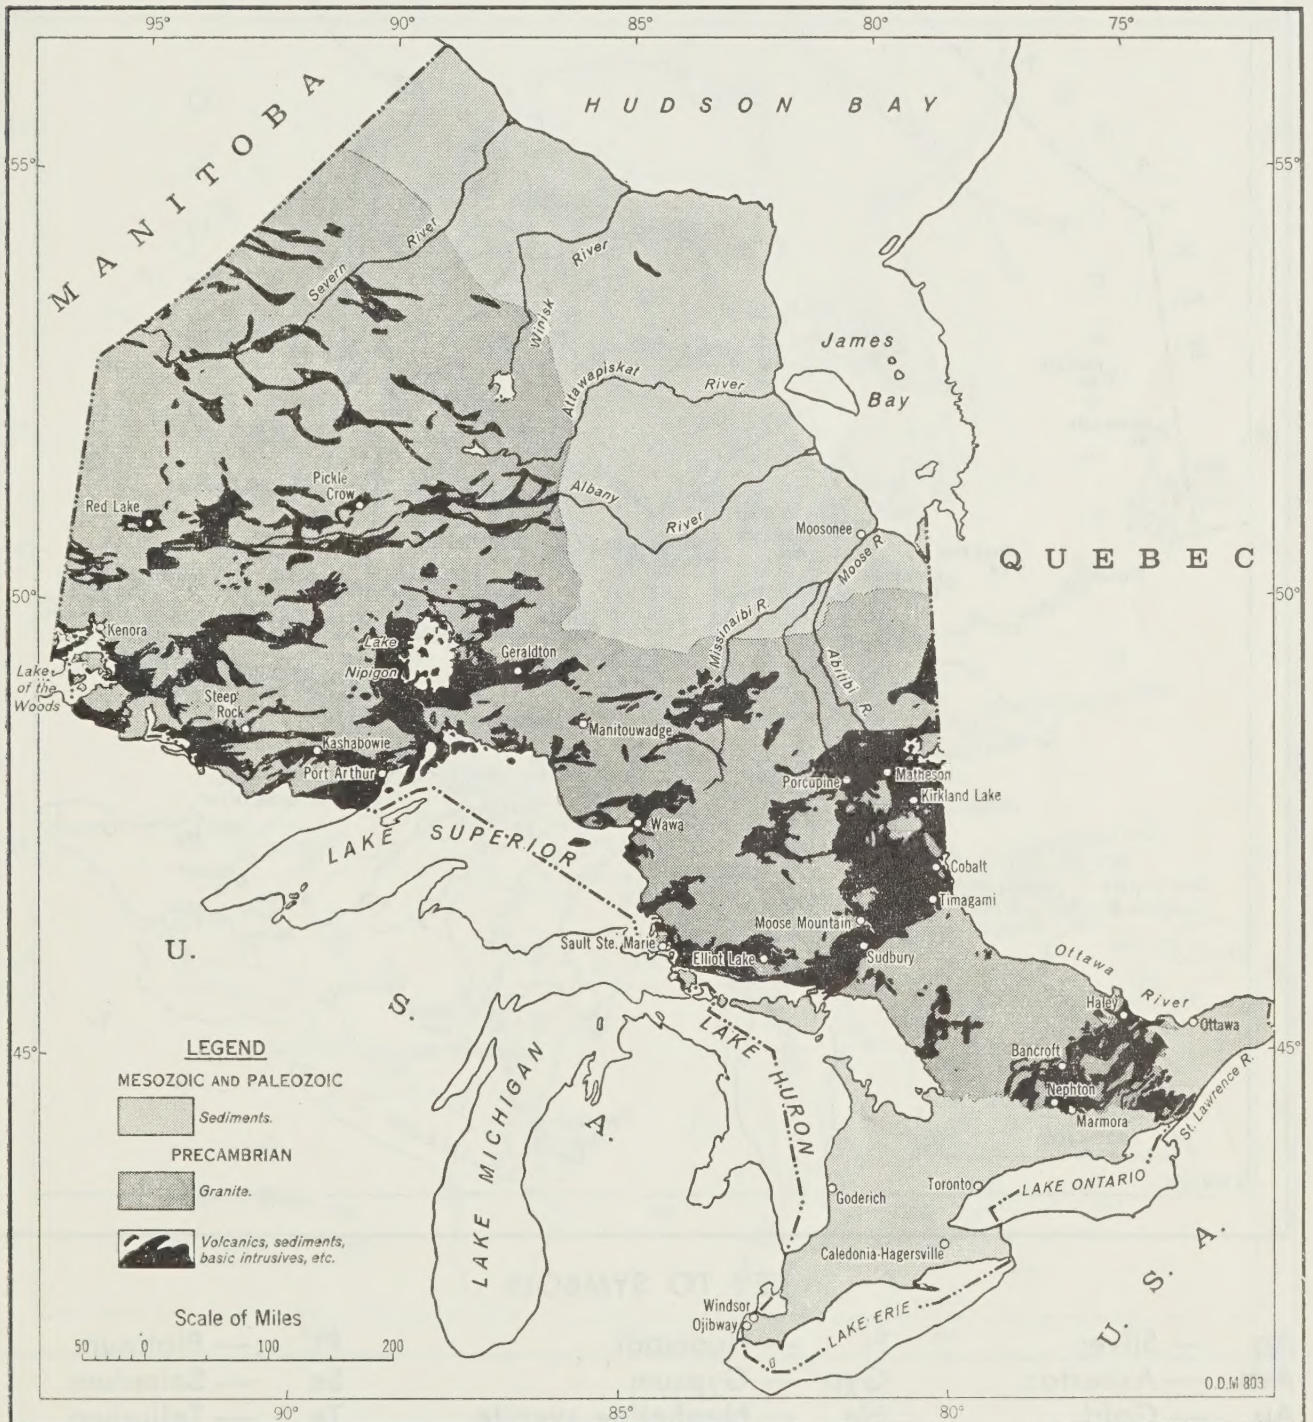 95°
90°
85°
80°
75°
HUDSON BAY
MANITOBA
55°
55°
Severn
River
River
Winisk
James
Bay
Attawapiskat
River
Pickle
Crow
Red Lake
Albany
River
Moosonee
Moose R.
QUEBEC
50°
50°
Kenora
Missinaibi R.
Lake
Nipigon
Geraldton
Abitibi R.
Lake
of the
Woods
Steep
Rock
Manitouwadge
Kashabowie
Port Arthur
Porcupine
Matheson
Kirkland Lake
Wawa
LAKE SUPERIOR
Cobalt
Timagami
Moose Mountain
Sault Ste. Marie
Elliot Lake
Sudbury
U. S. A.
Ottawa River
Haley
Ottawa
LAKE HURON
LAKE MICHIGAN
45°
45°
Bancroft
Nephton
Marmora
St. Lawrence R.
LEGEND
MESOZOIC AND PALEOZOIC
Sediments.
PRECAMBRIAN
Granite.
Volcanics, sediments,
basic intrusives, etc.
Goderich
Toronto
LAKE ONTARIO
Caledonia-Hagersville
U. S. A.
Scale of Miles
50 0 100 200
Windsor
Ojibway
LAKE ERIE
O.D.M 803
90°
85°
80°